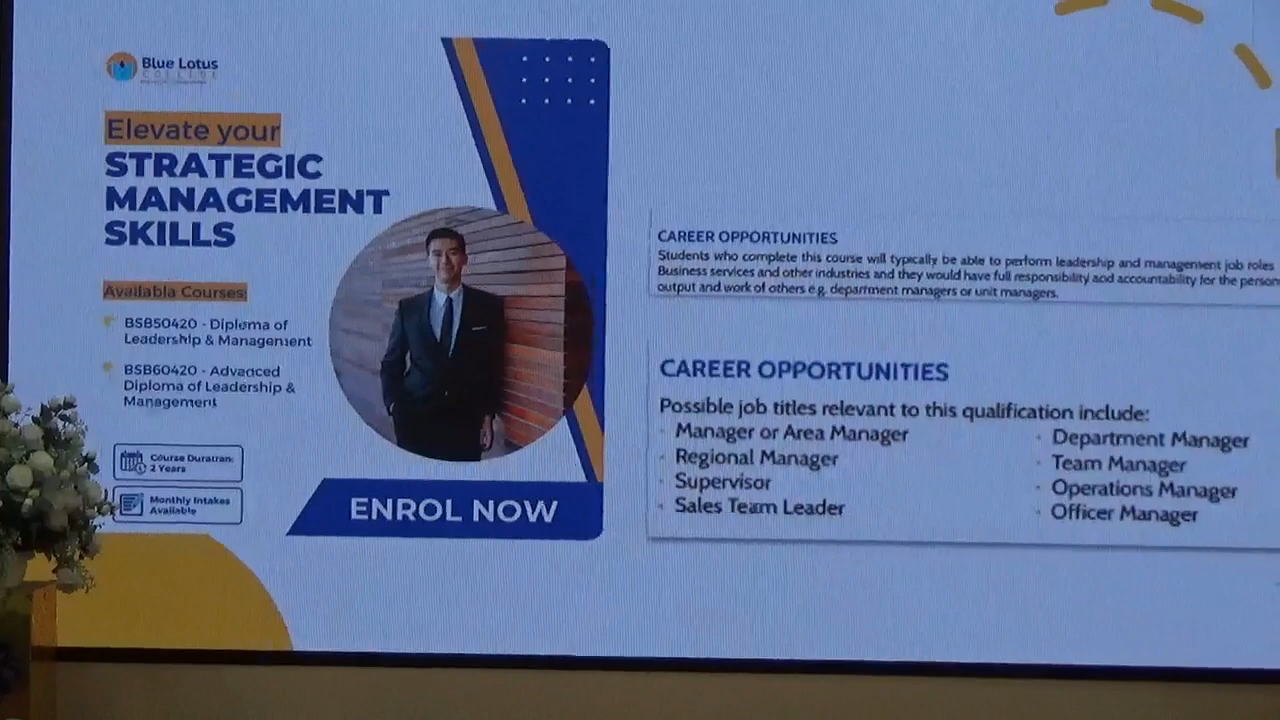 Blue Lotus
COLLEGE
Elevate your
STRATEGIC
MANAGEMENT
SKILLS
Available Courses:
BSB50420 - Diploma of
Leadership & Management
BSB60420 - Advanced
Diploma of Leadership &
Management
Course Duration:
2 Years
Monthly Intakes
Available
ENROL NOW
CAREER OPPORTUNITIES
Students who complete this course will typically be able to perform leadership and management job roles
Business services and other industries and they would have full responsibility and accountability for the person
output and work of others e.g. department managers or unit managers.
CAREER OPPORTUNITIES
Possible job titles relevant to this qualification include:
Manager or Area Manager
Regional Manager
Supervisor
Sales Team Leader
Department Manager
Team Manager
Operations Manager
Officer Manager